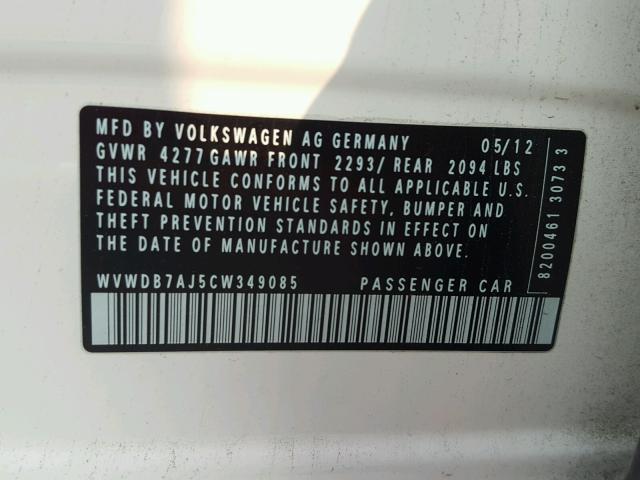 MFD BY VOLKSWAGEN AG GERMANY 05/12
GVWR 4277 GAWR FRONT 2293/ REAR 2094 LBS
THIS VEHICLE CONFORMS TO ALL APPLICABLE U.S.
FEDERAL MOTOR VEHICLE SAFETY, BUMPER AND
THEFT PREVENTION STANDARDS IN EFFECT ON
THE DATE OF MANUFACTURE SHOWN ABOVE.
WVWDB7AJ5CW349085 PASSENGER CAR
8200461 3073 3